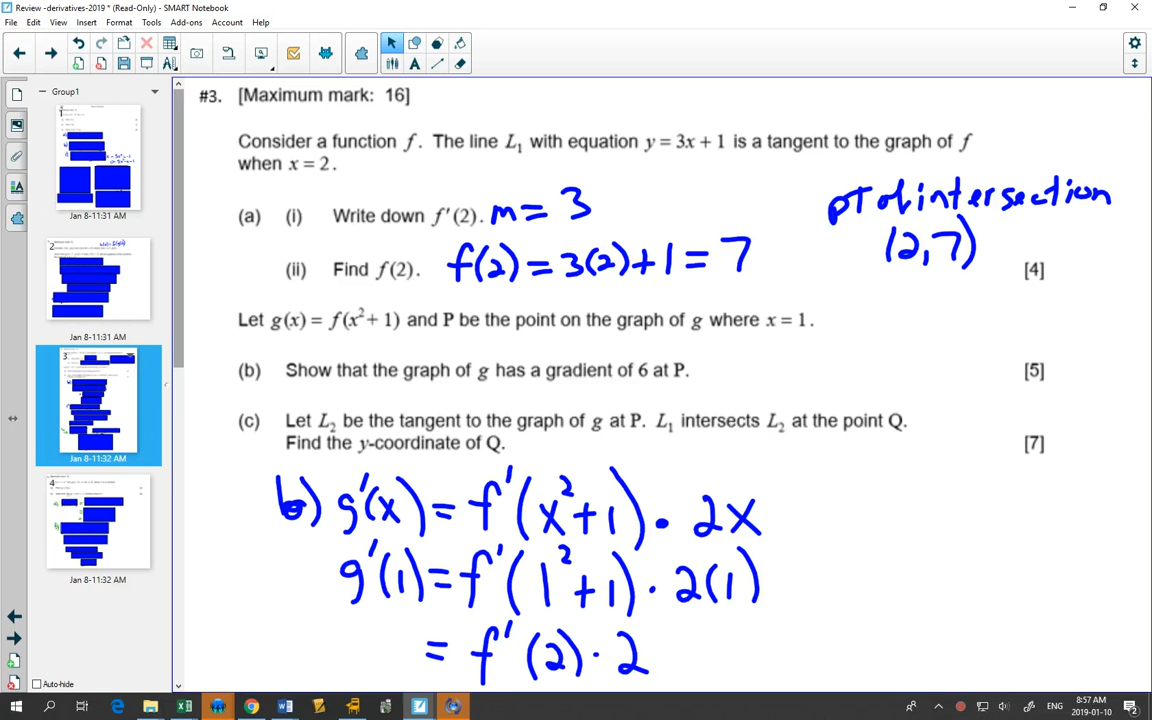 Review -derivatives-2019 * (Read-Only) - SMART Notebook
File Edit View Insert Format Tools Add-ons Account Help
Group1
1
Jan 8-11:31 AM
2
Jan 8-11:31 AM
3
Jan 8-11:32 AM
4
Jan 8-11:32 AM
Auto-hide
#3. [Maximum mark: 16]
Consider a function f. The line L₁ with equation y = 3x + 1 is a tangent to the graph of f
when x = 2.
(a) (i) Write down f′(2). m = 3
pt of intersection
(2,7)
(ii) Find f(2). f(2) = 3(2)+1 = 7 [4]
Let g(x) = f(x² + 1) and P be the point on the graph of g where x = 1.
(b) Show that the graph of g has a gradient of 6 at P. [5]
(c) Let L₂ be the tangent to the graph of g at P. L₁ intersects L₂ at the point Q.
Find the y-coordinate of Q. [7]
b) g'(x) = f'(x²+1) • 2x
g'(1) = f'(1²+1) · 2(1)
= f'(2) · 2
ENG
8:57 AM
2019-01-10
2